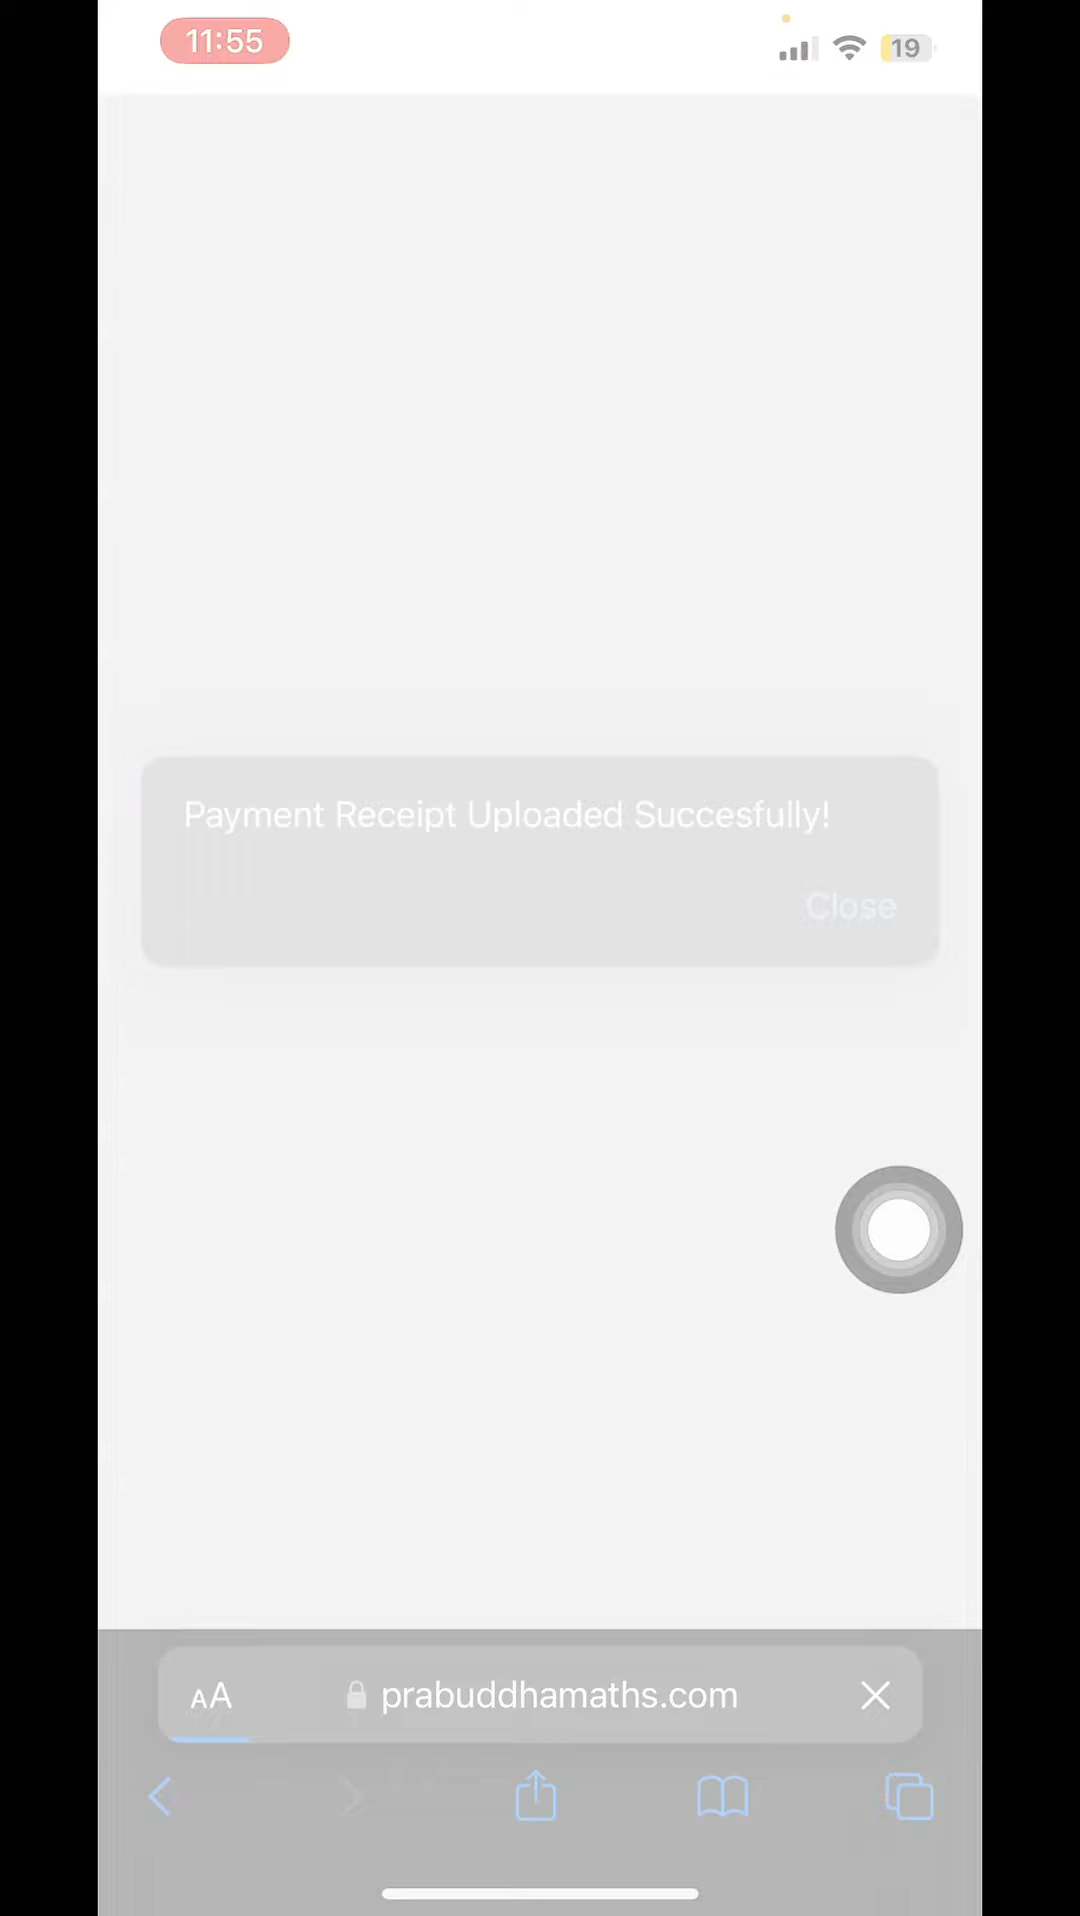 11:55
19
Payment Receipt Uploaded Succesfully!
Close
AA
prabuddhamaths.com